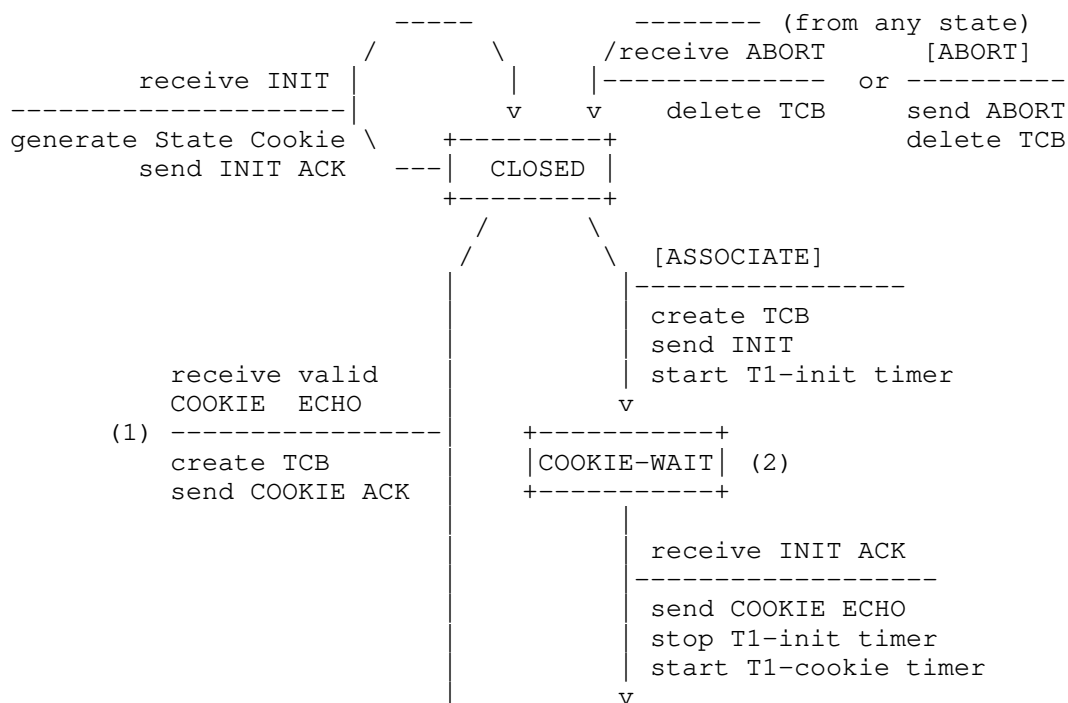 -----          -------- (from any state)
                    /       \      /receive ABORT      [ABORT]
      receive INIT |         |    |--------------  or ----------
-------------------|         v    v    delete TCB     send ABORT
generate State Cookie \    +---------+                delete TCB
      send INIT ACK   ---| CLOSED |
                         +---------+
                           /      \
                          /        \  [ASSOCIATE]
                         |          |-----------------
                         |          | create TCB
                         |          | send INIT
        receive valid    |          | start T1-init timer
        COOKIE  ECHO     |          v
    (1) -----------------|    +-----------+
        create TCB       |    |COOKIE-WAIT| (2)
        send COOKIE ACK  |    +-----------+
                         |          |
                         |          | receive INIT ACK
                         |          |-------------------
                         |          | send COOKIE ECHO
                         |          | stop T1-init timer
                         |          | start T1-cookie timer
                         |          v